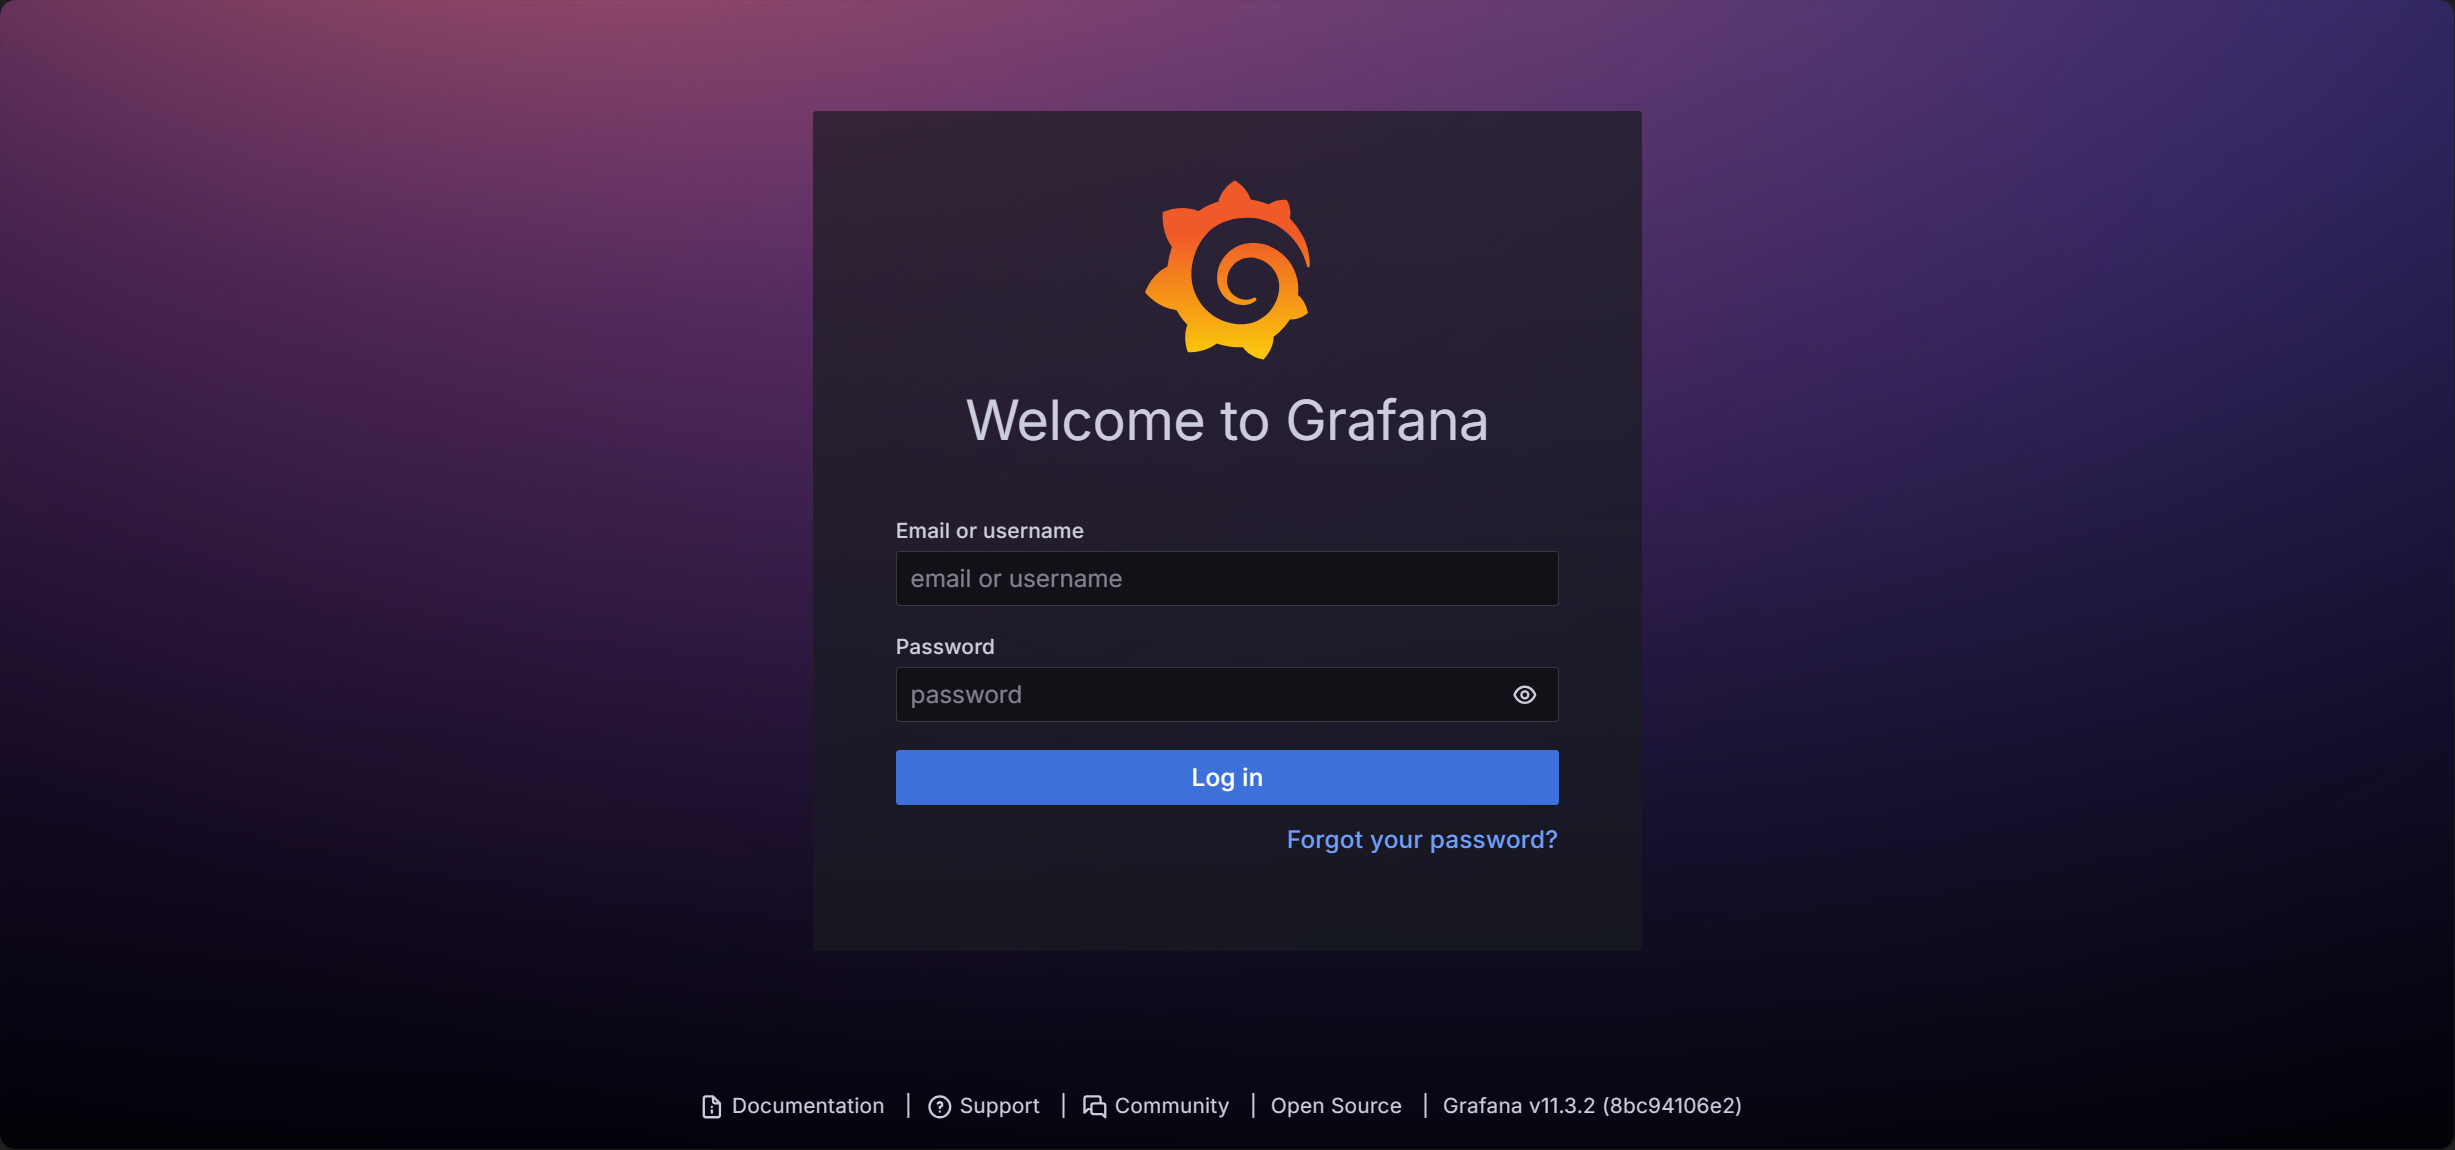 Welcome to Grafana
Email or username
email or username
Password
password
Log in
Forgot your password?
Documentation | Support | Community | Open Source | Grafana v11.3.2 (8bc94106e2)